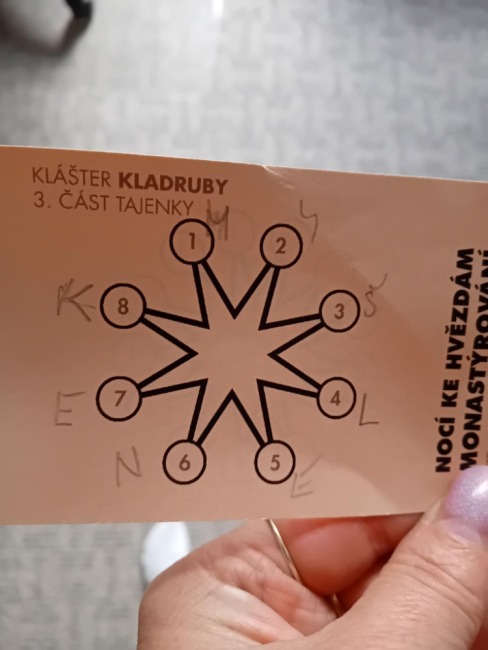 KLÁŠTER KLADRUBY
3. ČÁST TAJENKY
M
1
2
K
8
3
Š
E
7
4
L
N
6
5
E
NOCÍ KE HVĚZDÁM
MONASTÝROVÁNÍ